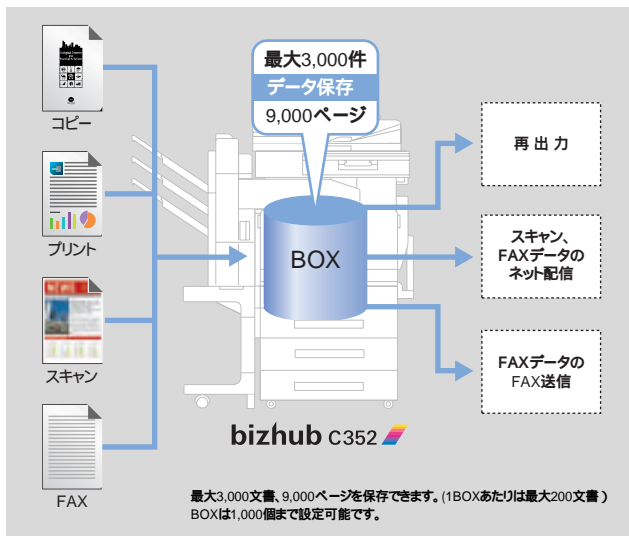 コピー
プリント
スキャン
FAX
最大3,000件
データ保存
9,000ページ
BOX
再出力
スキャン、
FAXデータの
ネット配信
FAXデータの
FAX送信
bizhub C352
最大3,000文書、9,000ページを保存できます。(1BOXあたりは最大200文書)
BOXは1,000個まで設定可能です。